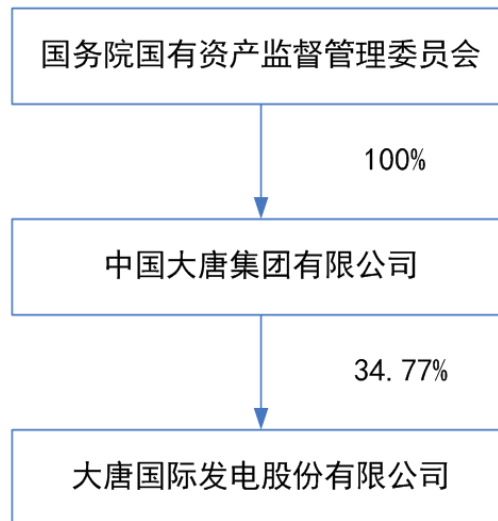 国务院国有资产监督管理委员会
100%
中国大唐集团有限公司
34.77%
大唐国际发电股份有限公司